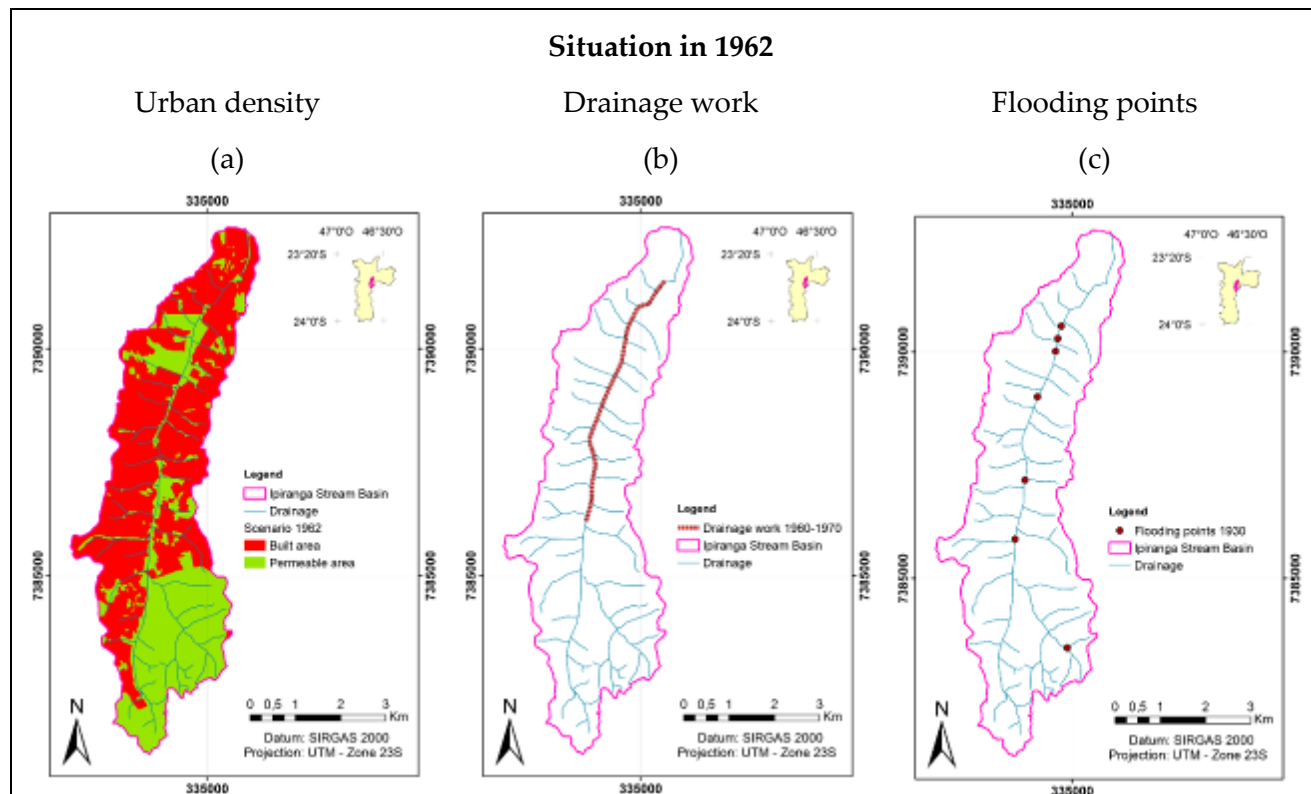 Situation in 1962
Urban density
Drainage work
Flooding points
(a)
(b)
(c)
335000
47°0'O 46°30'O
23°20'S
24°0'S
7390000
7390000
7385000
7385000
Legend
Ipiranga Stream Basin
Drainage
Scenario 1962
Built area
Permeable area
N
0 0,5 1 2 3
Km
Datum: SIRGAS 2000
Projection: UTM - Zone 23S
335000
335000
47°0'O 46°30'O
23°20'S
24°0'S
7390000
7390000
7385000
7385000
Legend
Drainage work 1960-1970
Ipiranga Stream Basin
Drainage
N
0 0,5 1 2 3
Km
Datum: SIRGAS 2000
Projection: UTM - Zone 23S
335000
335000
47°0'O 46°30'O
23°20'S
24°0'S
7390000
7390000
7385000
7385000
Legend
Flooding points 1930
Ipiranga Stream Basin
Drainage
N
0 0,5 1 2 3
Km
Datum: SIRGAS 2000
Projection: UTM - Zone 23S
335000